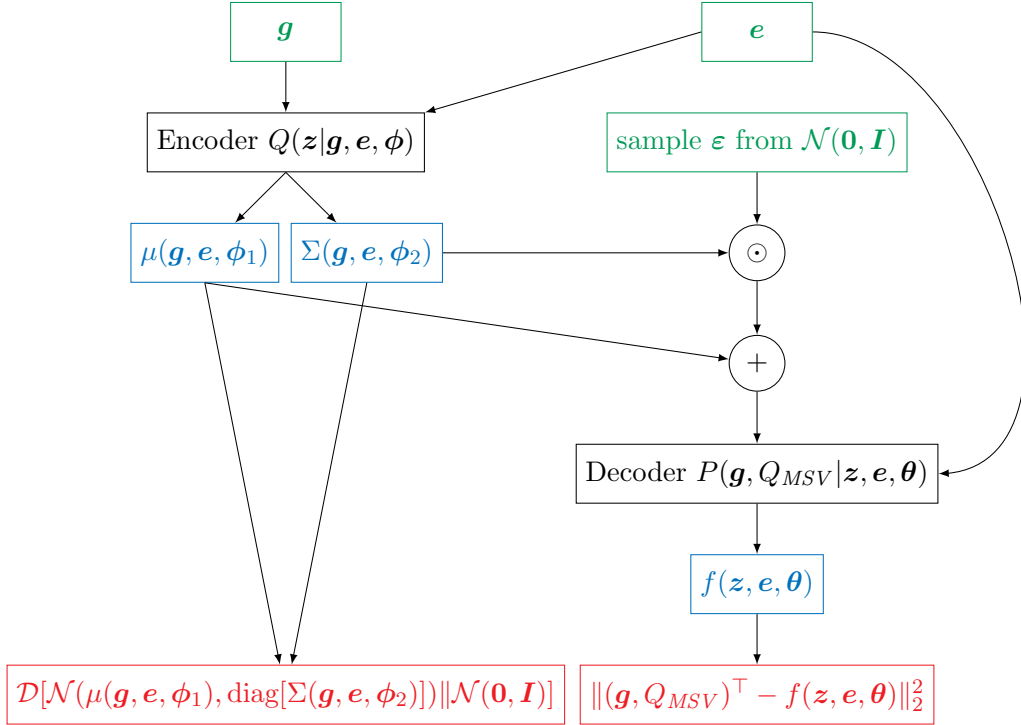 g
e
Encoder Q(z|g, e, ϕ)
sample ε from 𝒩(0, I)
μ(g, e, ϕ₁)
Σ(g, e, ϕ₂)
⊙
+
Decoder P(g, Q_MSV|z, e, θ)
f(z, e, θ)
𝒟[𝒩(μ(g, e, ϕ₁), diag[Σ(g, e, ϕ₂)])‖𝒩(0, I)]
‖(g, Q_MSV)^⊤ − f(z, e, θ)‖₂²